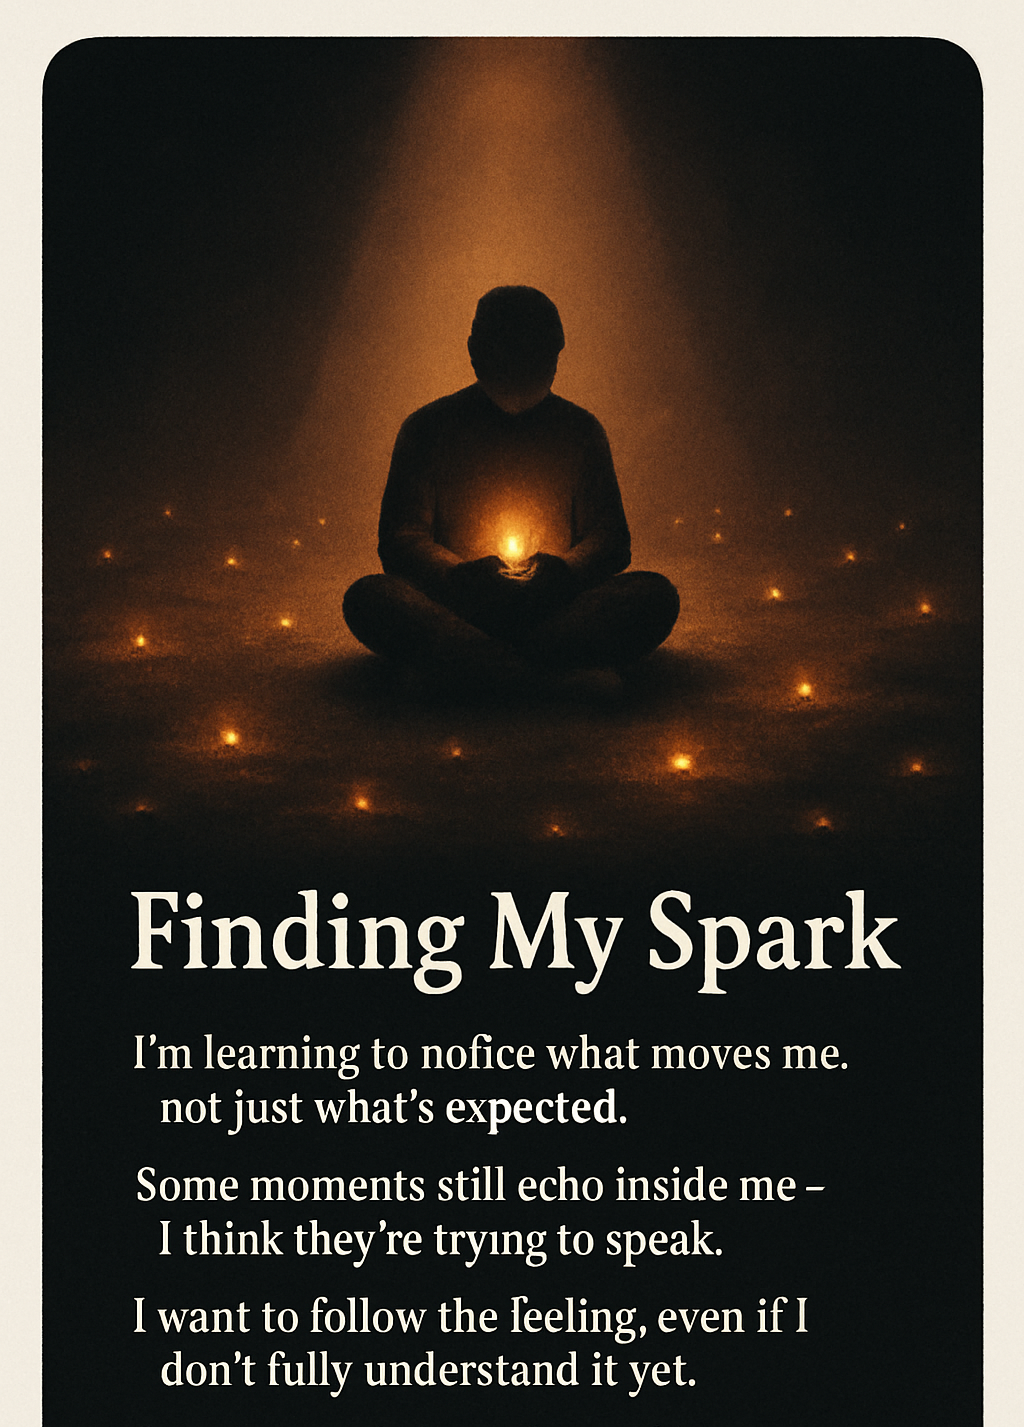 Finding My Spark
I'm learning to nofice what moves me.
not just what's expected.
Some moments still echo inside me –
I think they're tryıng to speak.
I want to follow the feeling, even if I
don't fully understand it yet.